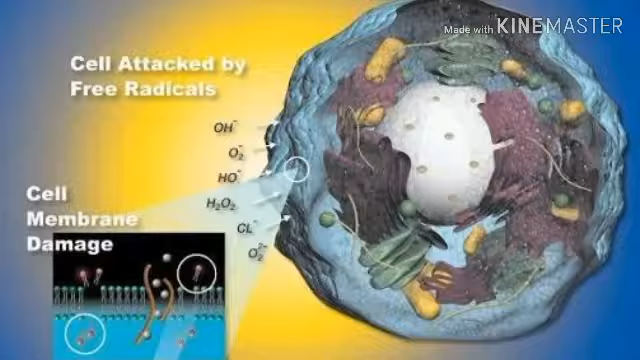 Made with KINEMASTER
Cell Attacked by
Free Radicals
OH⁻
O₂⁻
HO⁻
H₂O₂
CL⁻
O₂²⁻
Cell
Membrane
Damage